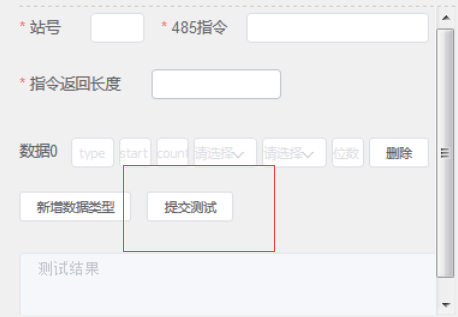 * 站号 * 485指令
* 指令返回长度
数据0 type start count 请选择 请选择 位数 删除
新增数据类型 提交测试
测试结果